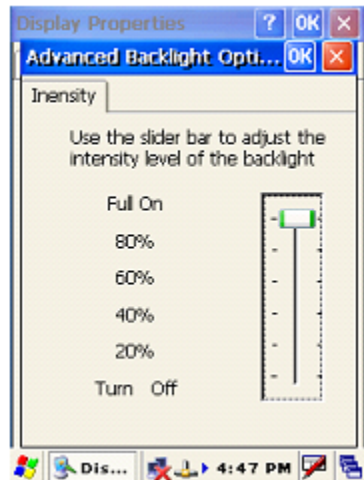 Display Properties ? OK ×
Advanced Backlight Opti... OK ×
Inensity
Use the slider bar to adjust the
intensity level of the backlight
Full On
80%
60%
40%
20%
Turn Off
Dis... 4:47 PM